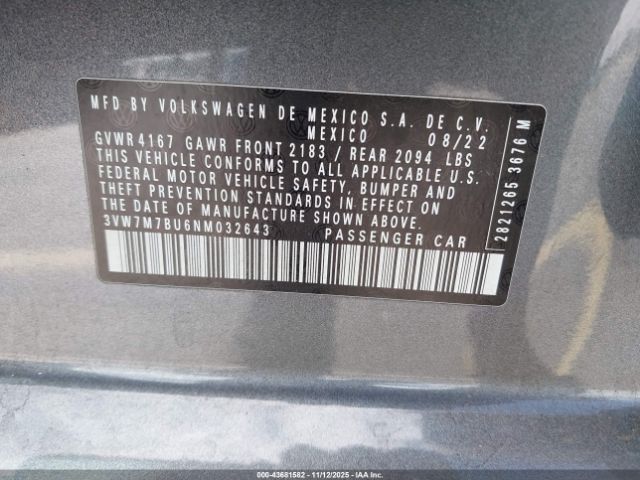 MFD BY VOLKSWAGEN DE MEXICO S.A. DE C.V.
MEXICO 08/22
GVWR 4167 GAWR FRONT 2183 / REAR 2094 LBS
THIS VEHICLE CONFORMS TO ALL APPLICABLE U.S.
FEDERAL MOTOR VEHICLE SAFETY, BUMPER AND
THEFT PREVENTION STANDARDS IN EFFECT ON
THE DATE OF MANUFACTURE SHOWN ABOVE.
3VW7M7BU6NM032643 PASSENGER CAR
2821265 3676 M
000-43681582 - 11/12/2025 - IAAI.COM